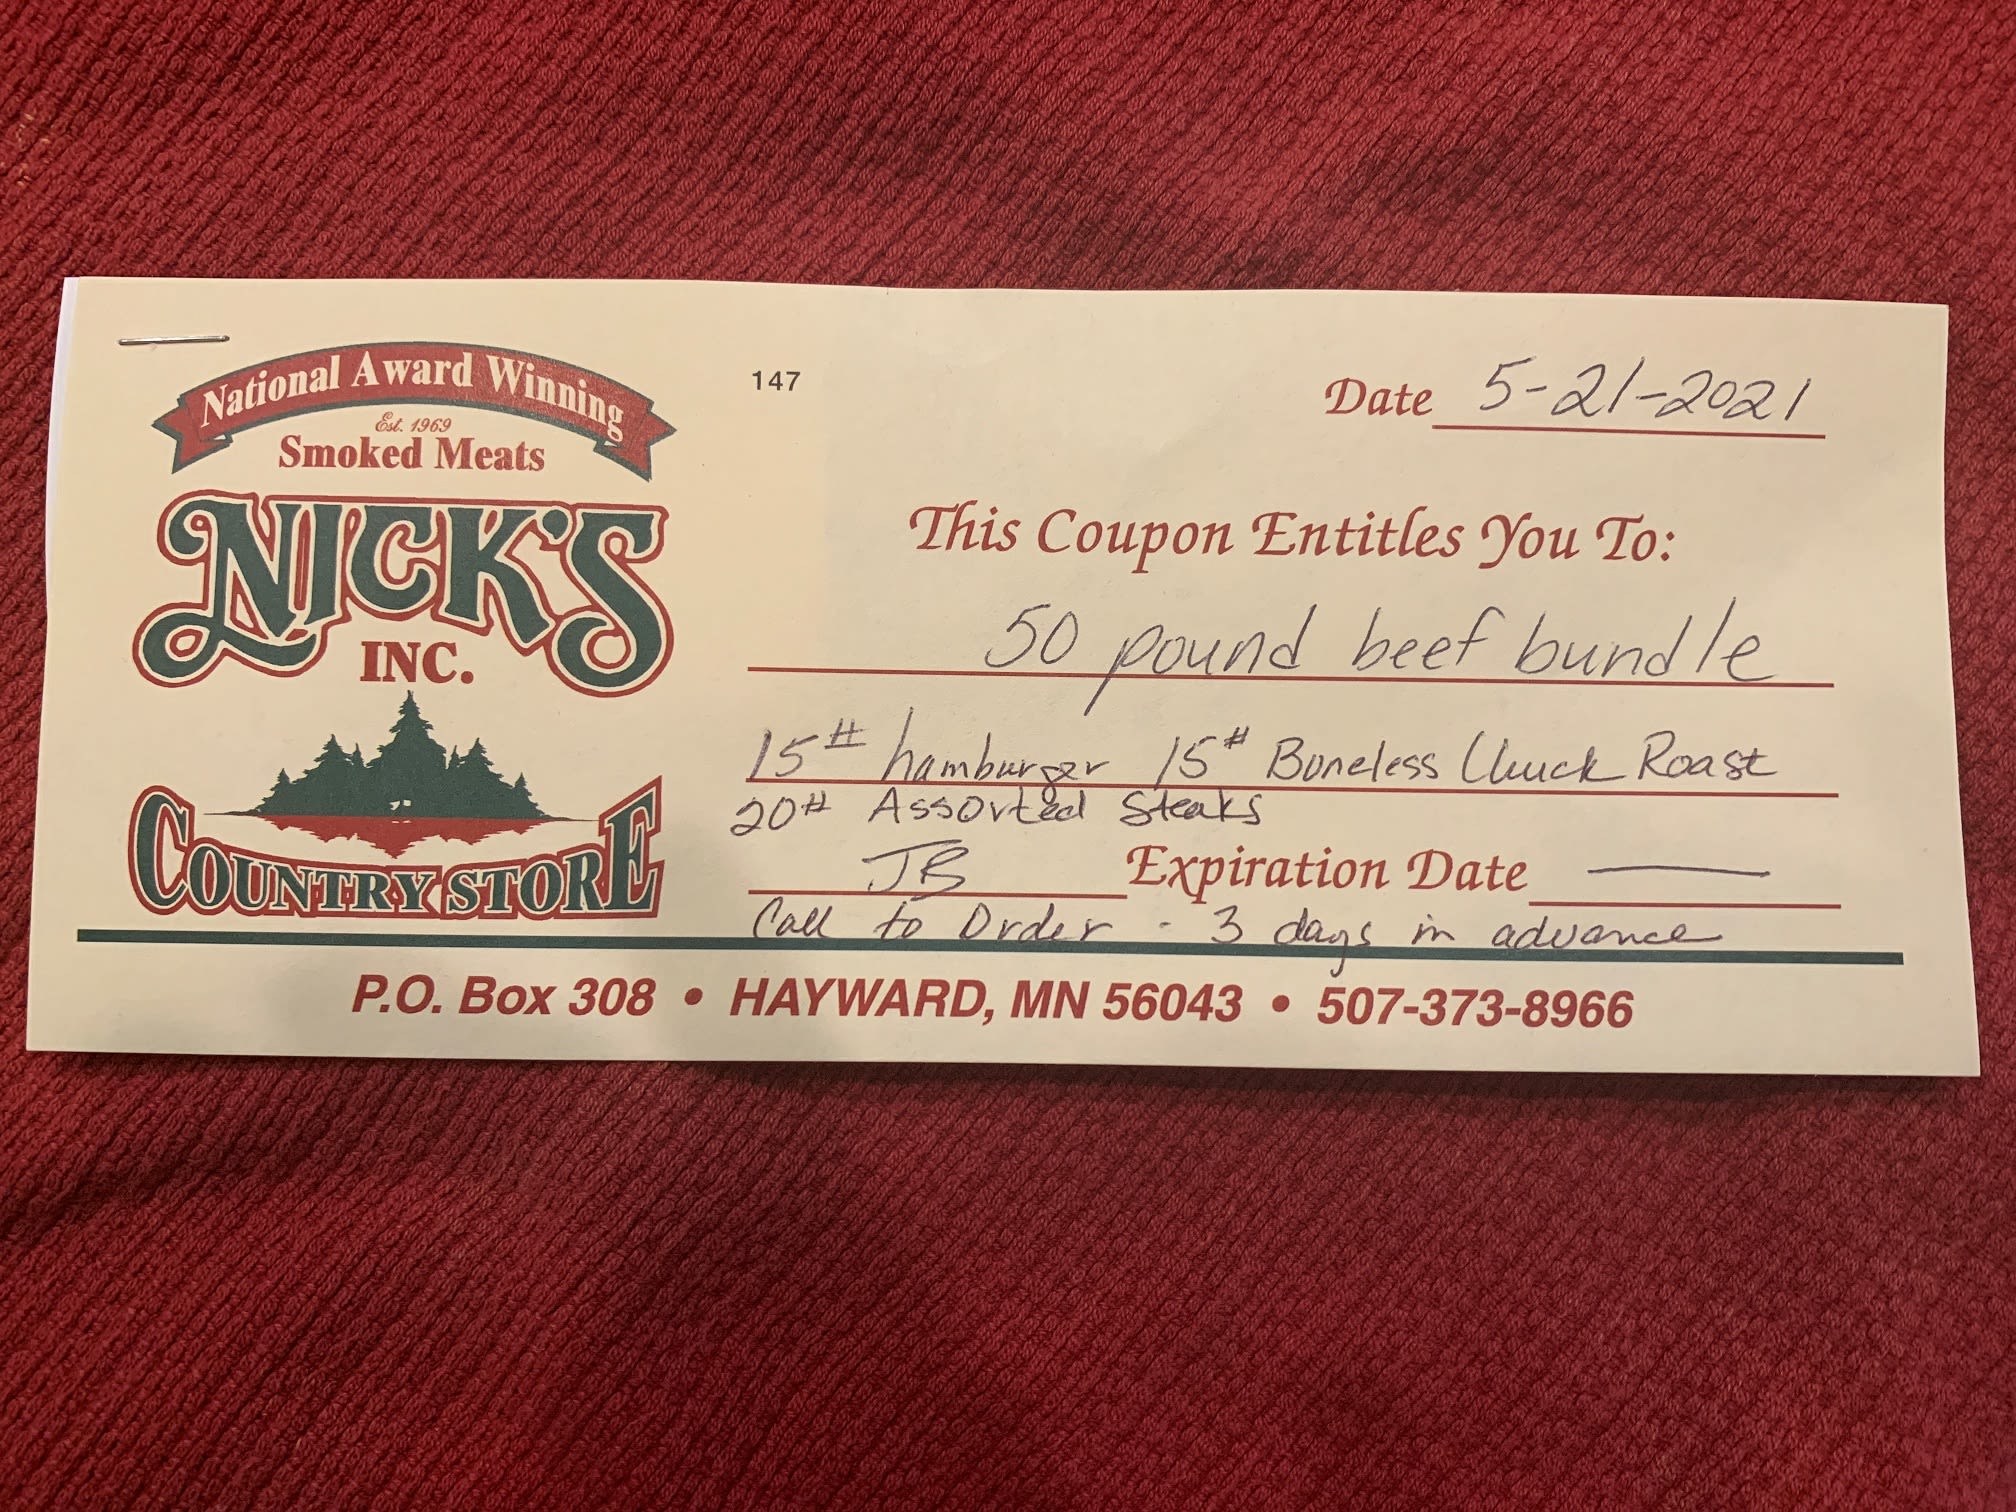 National Award Winning
Est. 1969
Smoked Meats
NICK'S
INC.
COUNTRY STORE
147
Date 5-21-2021
This Coupon Entitles You To:
50 pound beef bundle
15# hamburger 15# Boneless Chuck Roast
20# Assorted Steaks
JB Expiration Date —
Call to Order - 3 days in advance
P.O. Box 308 • HAYWARD, MN 56043 • 507-373-8966